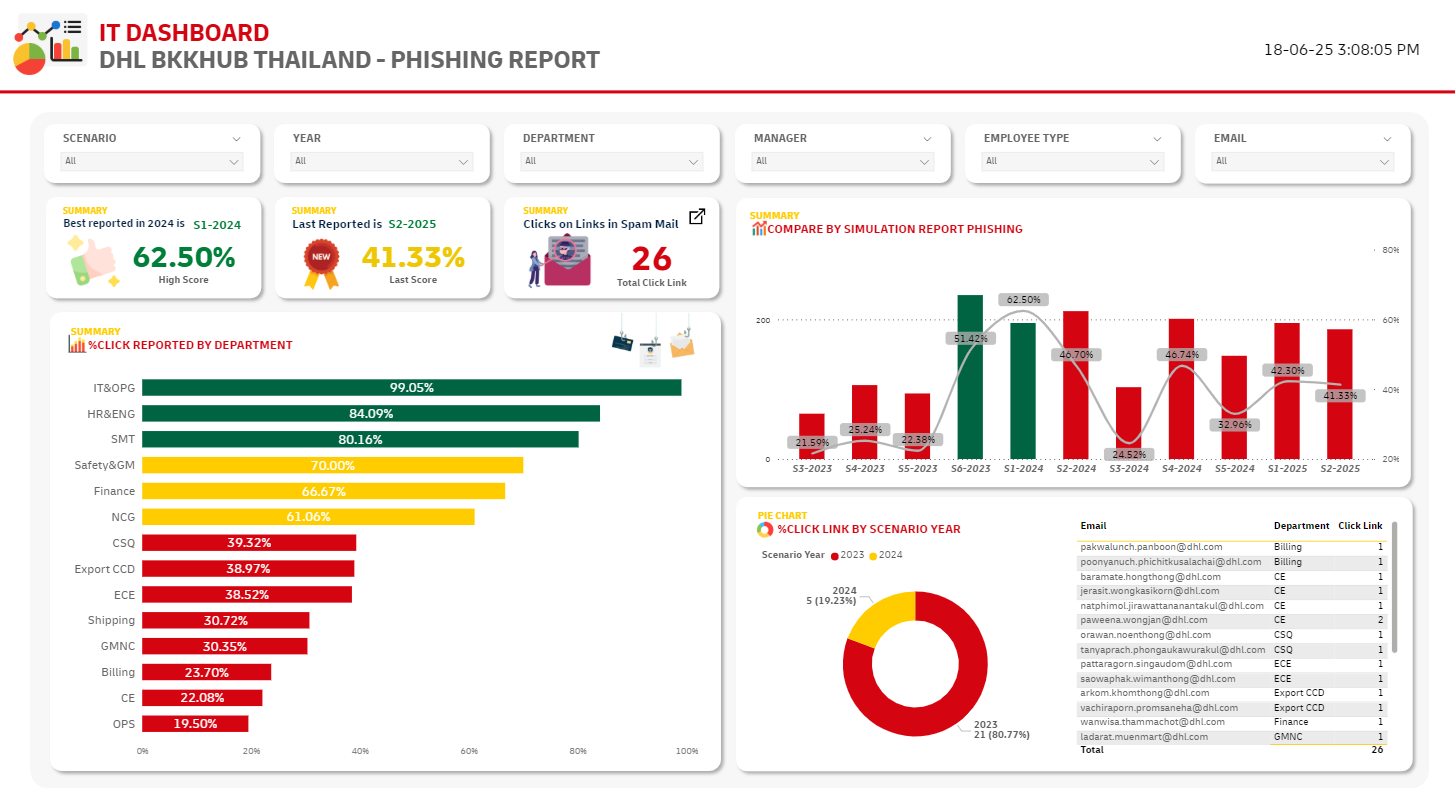 IT DASHBOARD
DHL BKKHUB THAILAND - PHISHING REPORT
18-06-25 3:08:05 PM
SCENARIO
All
YEAR
All
DEPARTMENT
All
MANAGER
All
EMPLOYEE TYPE
All
EMAIL
All
SUMMARY
Best reported in 2024 is S1-2024
62.50%
High Score
SUMMARY
Last Reported is S2-2025
NEW
41.33%
Last Score
SUMMARY
Clicks on Links in Spam Mail
26
Total Click Link
SUMMARY
%CLICK REPORTED BY DEPARTMENT
IT&OPG 99.05%
HR&ENG 84.09%
SMT 80.16%
Safety&GM 70.00%
Finance 66.67%
NCG 61.06%
CSQ 39.32%
Export CCD 38.97%
ECE 38.52%
Shipping 30.72%
GMNC 30.35%
Billing 23.70%
CE 22.08%
OPS 19.50%
0% 20% 40% 60% 80% 100%
SUMMARY
COMPARE BY SIMULATION REPORT PHISHING
80%
62.50%
200 60%
51.42%
46.70% 46.74%
42.30%
40%
41.33%
25.24% 32.96%
21.59% 22.38%
24.52%
0 20%
S3-2023 S4-2023 S5-2023 S6-2023 S1-2024 S2-2024 S3-2024 S4-2024 S5-2024 S1-2025 S2-2025
PIE CHART
%CLICK LINK BY SCENARIO YEAR
Scenario Year 2023 2024
2024
5 (19.23%)
2023
21 (80.77%)
Email Department Click Link
pakwalunch.panboon@dhl.com Billing 1
poonyanuch.phichitkusalachai@dhl.com Billing 1
baramate.hongthong@dhl.com CE 1
jerasit.wongkasikorn@dhl.com CE 1
natphimol.jirawattananantakul@dhl.com CE 1
paweena.wongjan@dhl.com CE 2
orawan.noenthong@dhl.com CSQ 1
tanyaprach.phongaukawurakul@dhl.com CSQ 1
pattaragorn.singaudom@dhl.com ECE 1
saowaphak.wimanthong@dhl.com ECE 1
arkom.khomthong@dhl.com Export CCD 1
vachiraporn.promsaneha@dhl.com Export CCD 1
wanwisa.thammachot@dhl.com Finance 1
ladarat.muenmart@dhl.com GMNC 1
Total 26